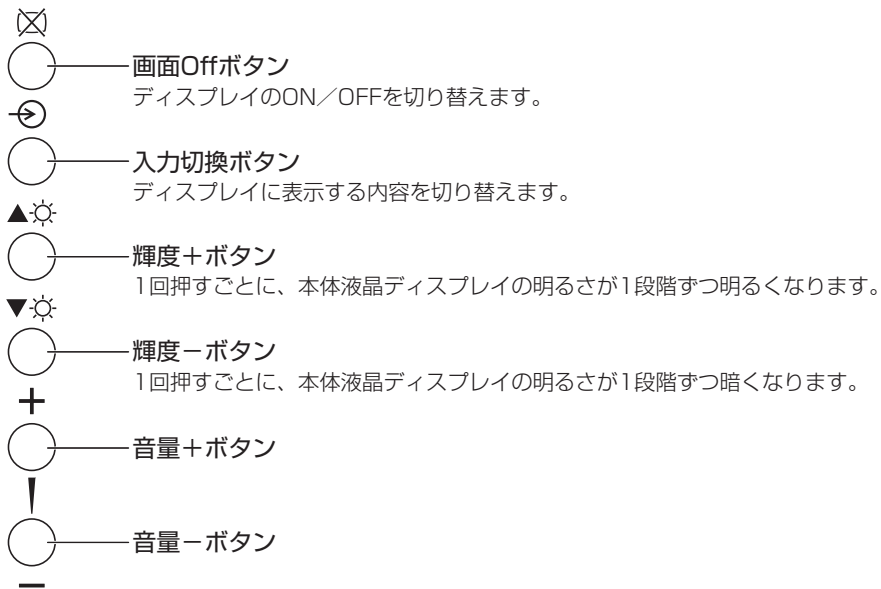 画面Offボタン
ディスプレイのON／OFFを切り替えます。
入力切換ボタン
ディスプレイに表示する内容を切り替えます。
輝度＋ボタン
1回押すごとに、本体液晶ディスプレイの明るさが1段階ずつ明るくなります。
輝度－ボタン
1回押すごとに、本体液晶ディスプレイの明るさが1段階ずつ暗くなります。
音量＋ボタン
音量－ボタン